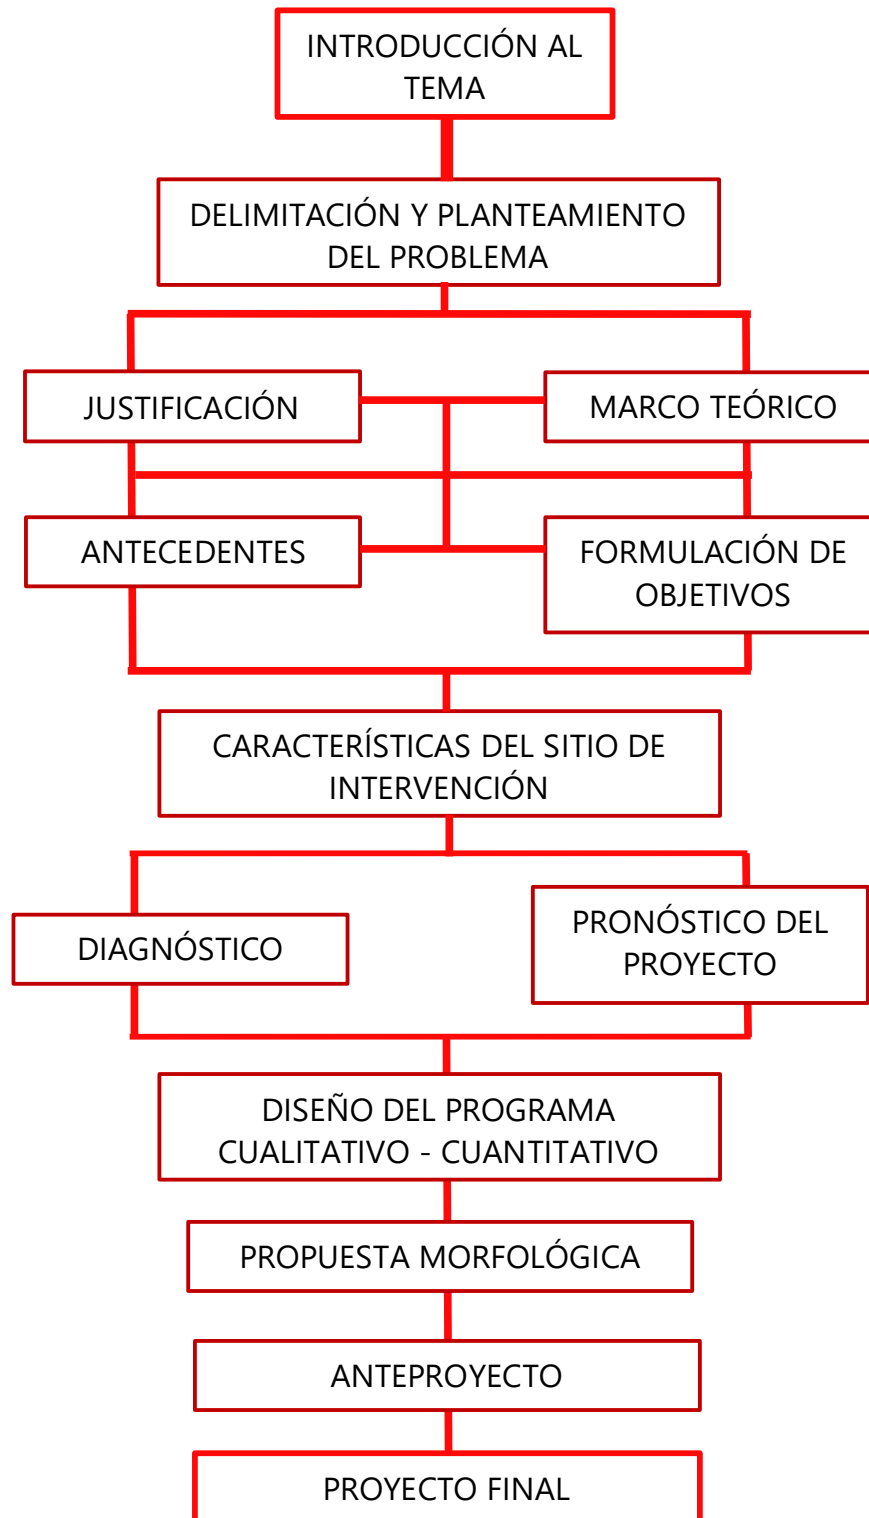 INTRODUCCIÓN AL
TEMA
DELIMITACIÓN Y PLANTEAMIENTO
DEL PROBLEMA
JUSTIFICACIÓN
MARCO TEÓRICO
ANTECEDENTES
FORMULACIÓN DE
OBJETIVOS
CARACTERÍSTICAS DEL SITIO DE
INTERVENCIÓN
DIAGNÓSTICO
PRONÓSTICO DEL
PROYECTO
DISEÑO DEL PROGRAMA
CUALITATIVO - CUANTITATIVO
PROPUESTA MORFOLÓGICA
ANTEPROYECTO
PROYECTO FINAL